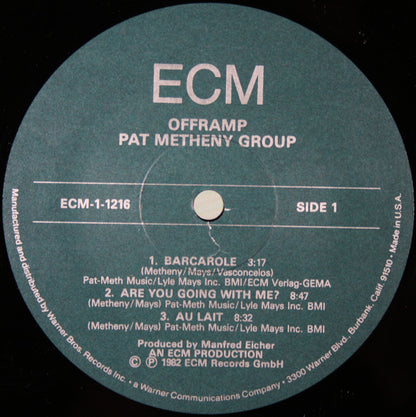 ECM
OFFRAMP
PAT METHENY GROUP
ECM-1-1216
SIDE 1
1. BARCAROLE 3:17
(Metheny/Mays/Vasconcelos)
Pat-Meth Music/Lyle Mays Inc. BMI/ECM Verlag-GEMA
2. ARE YOU GOING WITH ME? 8:47
(Metheny/Mays) Pat-Meth Music/Lyle Mays Inc. BMI
3. AU LAIT 8:32
(Metheny/Mays) Pat-Meth Music/Lyle Mays Inc. BMI
Produced by Manfred Eicher
AN ECM PRODUCTION
© ℗ 1982 ECM Records GmbH
Manufactured and distributed by Warner Bros. Records Inc. • a Warner Communications Company • 3300 Warner Blvd., Burbank, Calif. 91510 • Made in U.S.A.